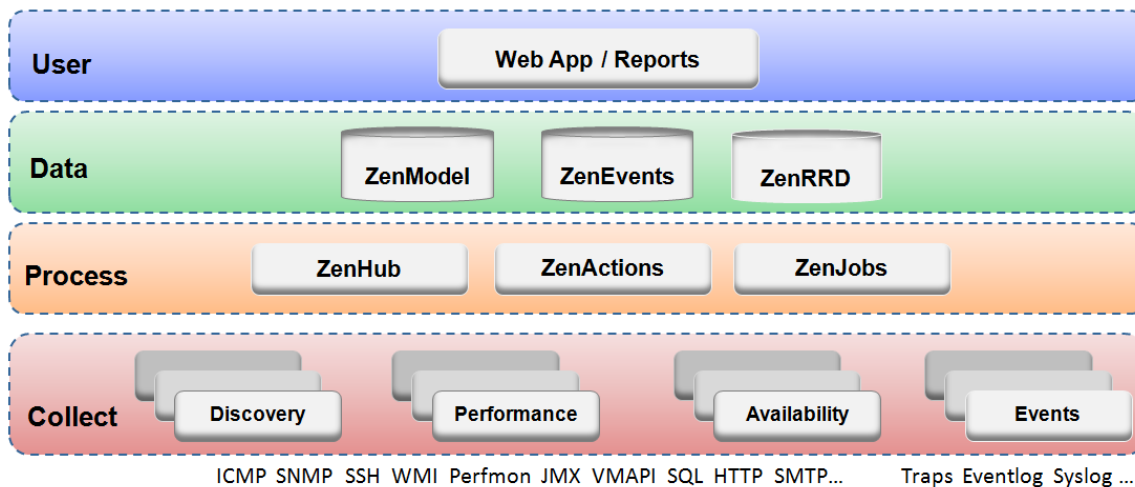 User
Web App / Reports
Data
ZenModel
ZenEvents
ZenRRD
Process
ZenHub
ZenActions
ZenJobs
Collect
Discovery
Performance
Availability
Events
ICMP SNMP SSH WMI Perfmon JMX VMAPI SQL HTTP SMTP... Traps Eventlog Syslog ...